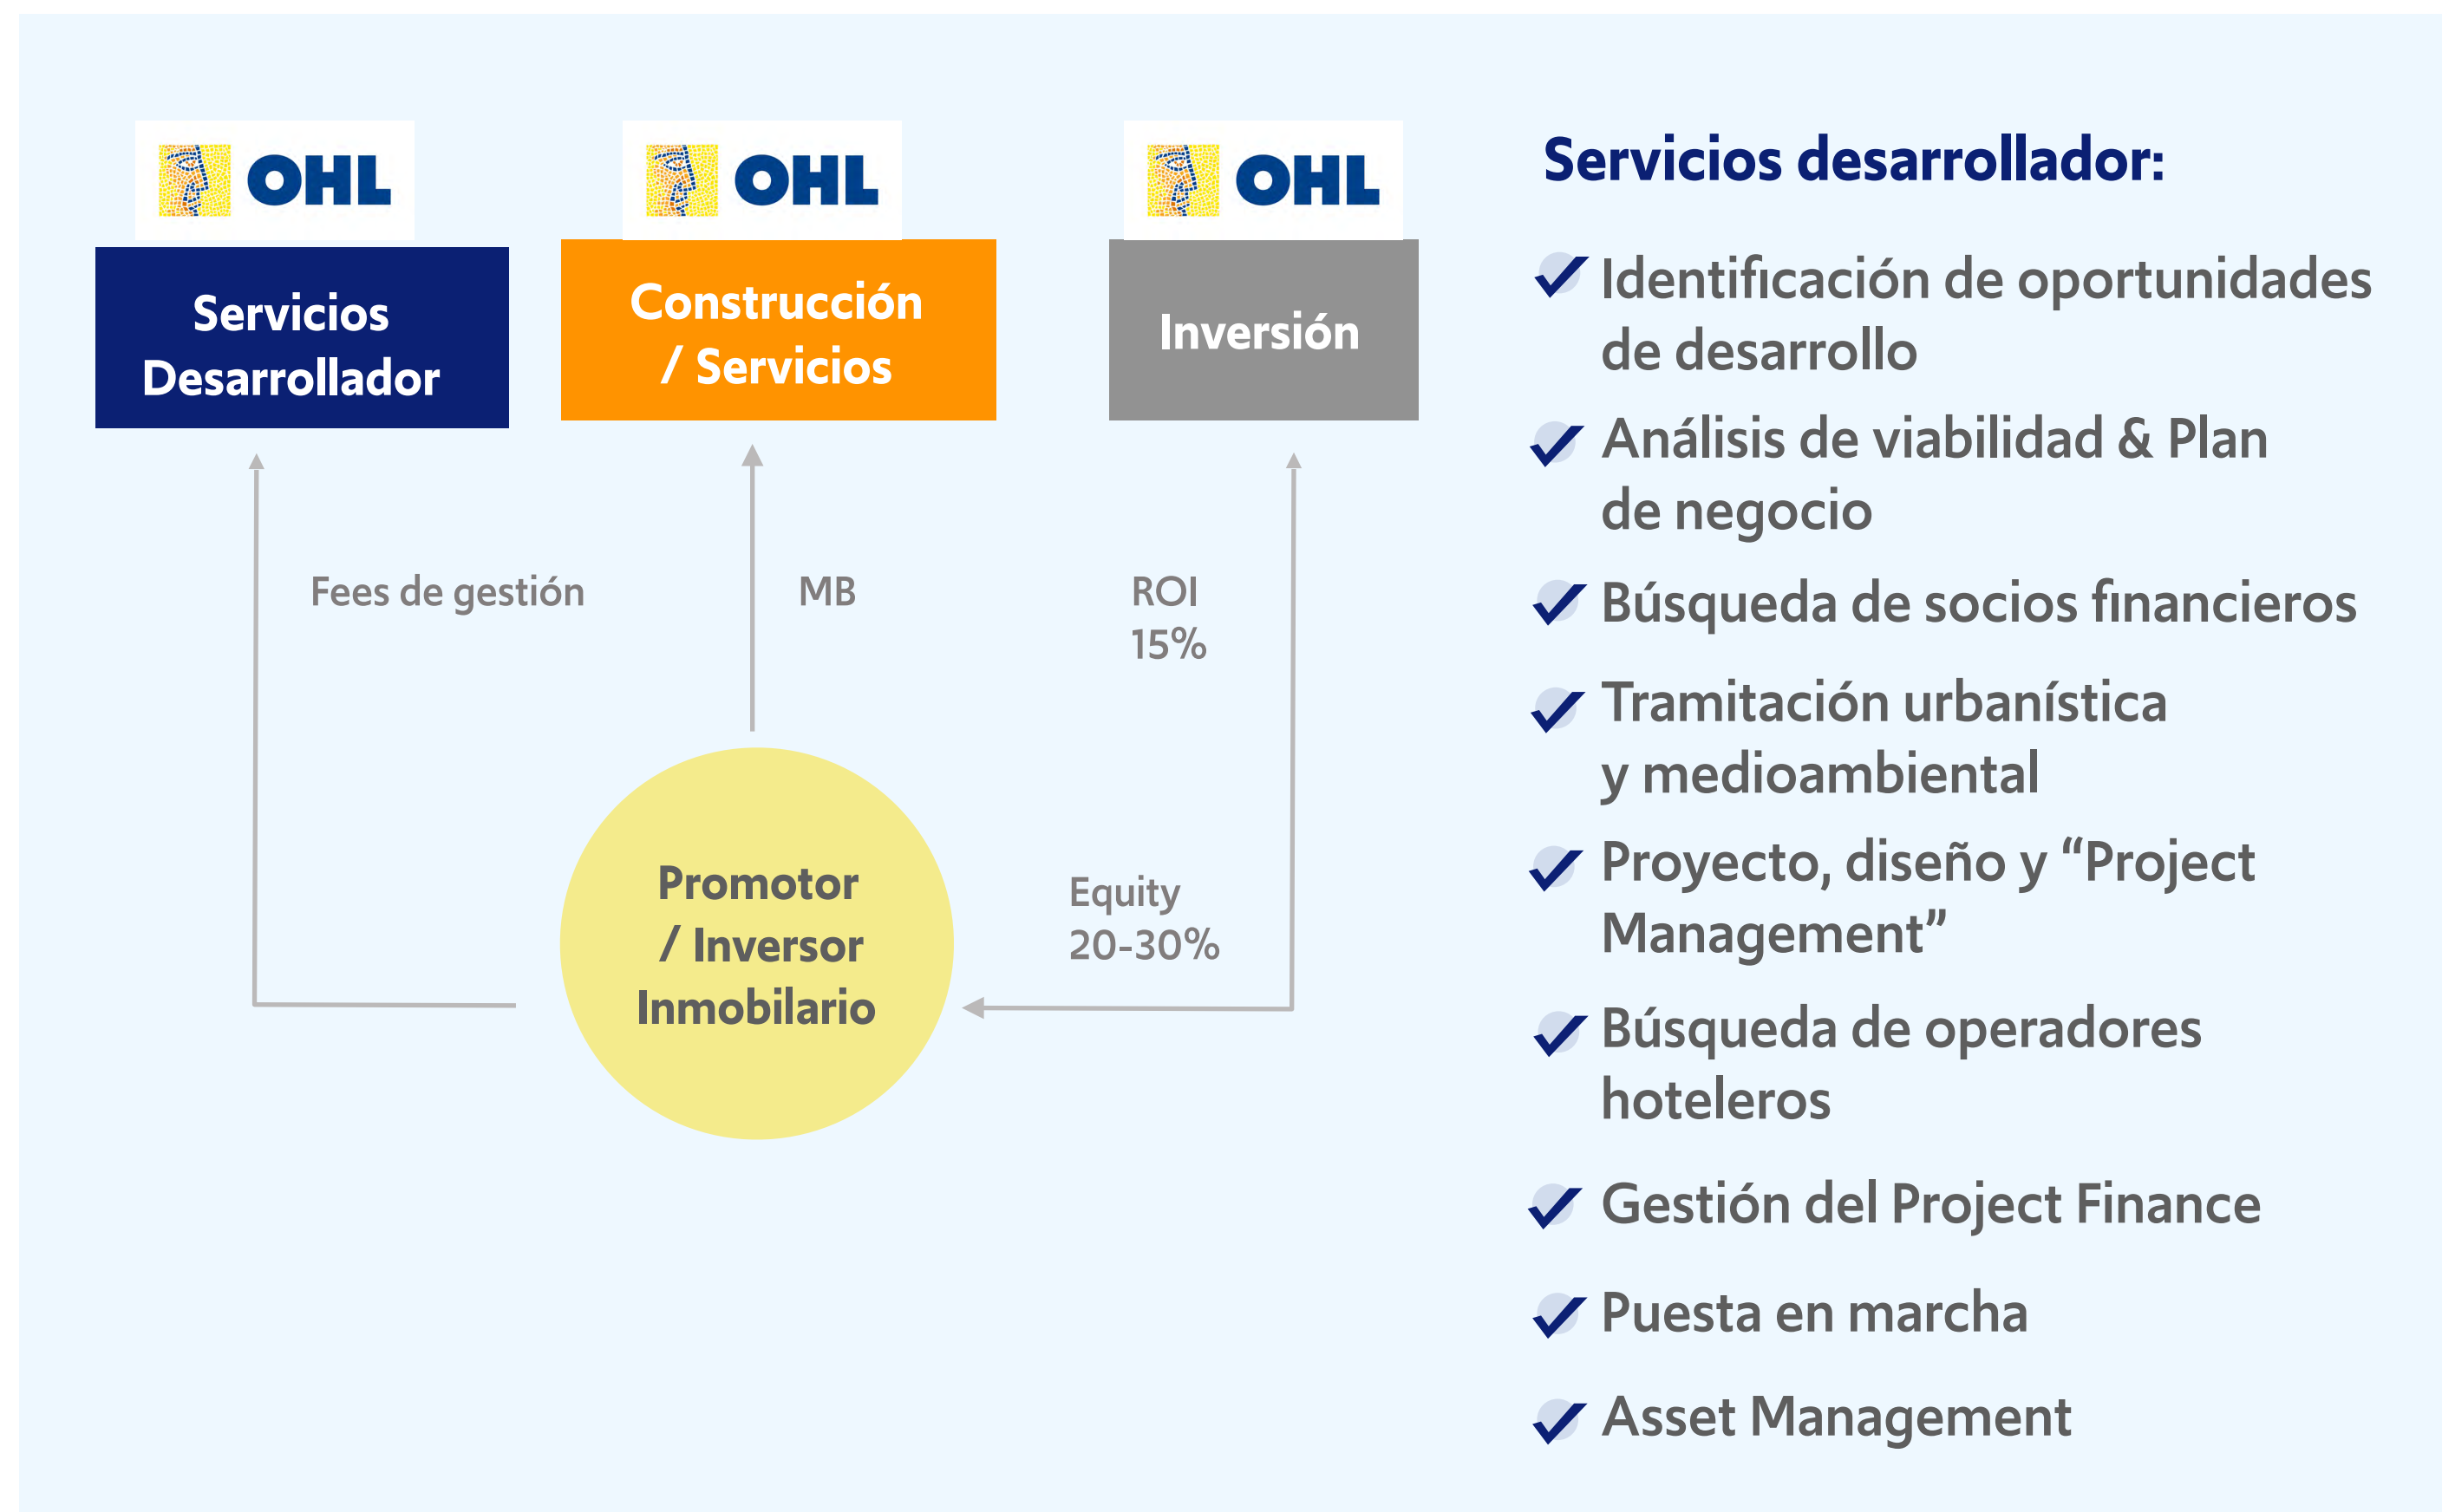 OHL
Servicios
Desarrollador
OHL
Construcción
/ Servicios
OHL
Inversión
Fees de gestión
MB
ROI
15%
Equity
20-30%
Promotor
/ Inversor
Inmobilario
Servicios desarrollador:
Identificación de oportunidades
de desarrollo
Análisis de viabilidad & Plan
de negocio
Búsqueda de socios financieros
Tramitación urbanística
y medioambiental
Proyecto, diseño y “Project
Management”
Búsqueda de operadores
hoteleros
Gestión del Project Finance
Puesta en marcha
Asset Management